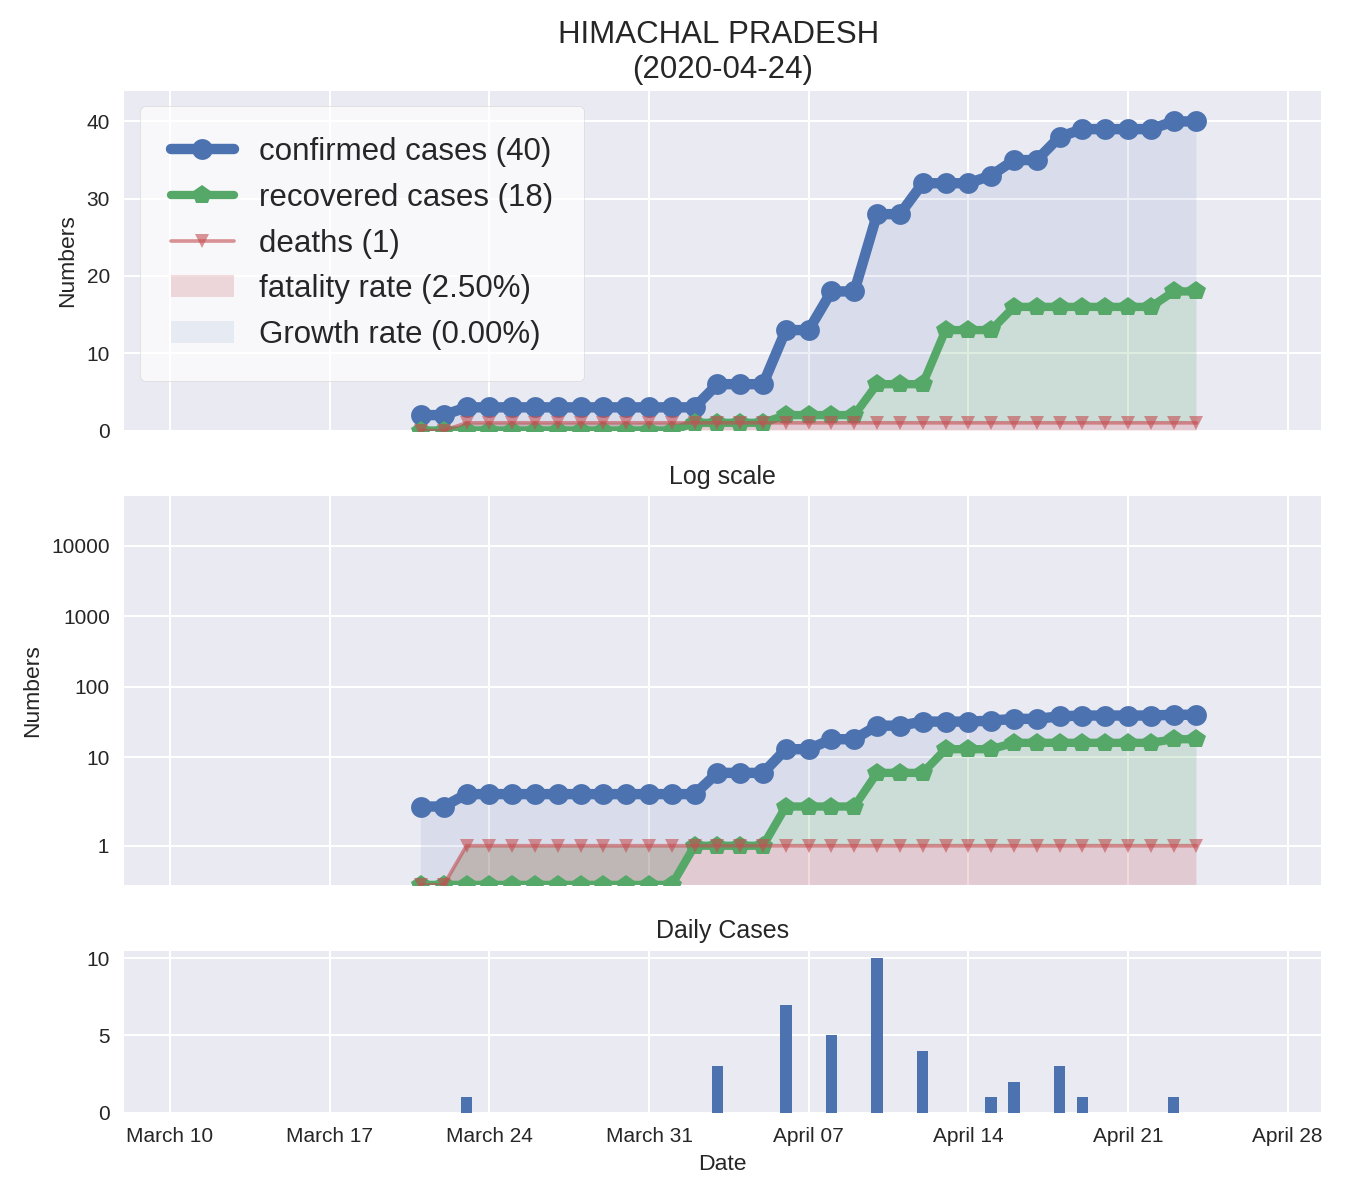 HIMACHAL PRADESH
(2020-04-24)
Numbers
40
30
20
10
0
confirmed cases (40)
recovered cases (18)
deaths (1)
fatality rate (2.50%)
Growth rate (0.00%)
Log scale
Numbers
10000
1000
100
10
1
Daily Cases
10
5
0
March 10 March 17 March 24 March 31 April 07 April 14 April 21 April 28
Date